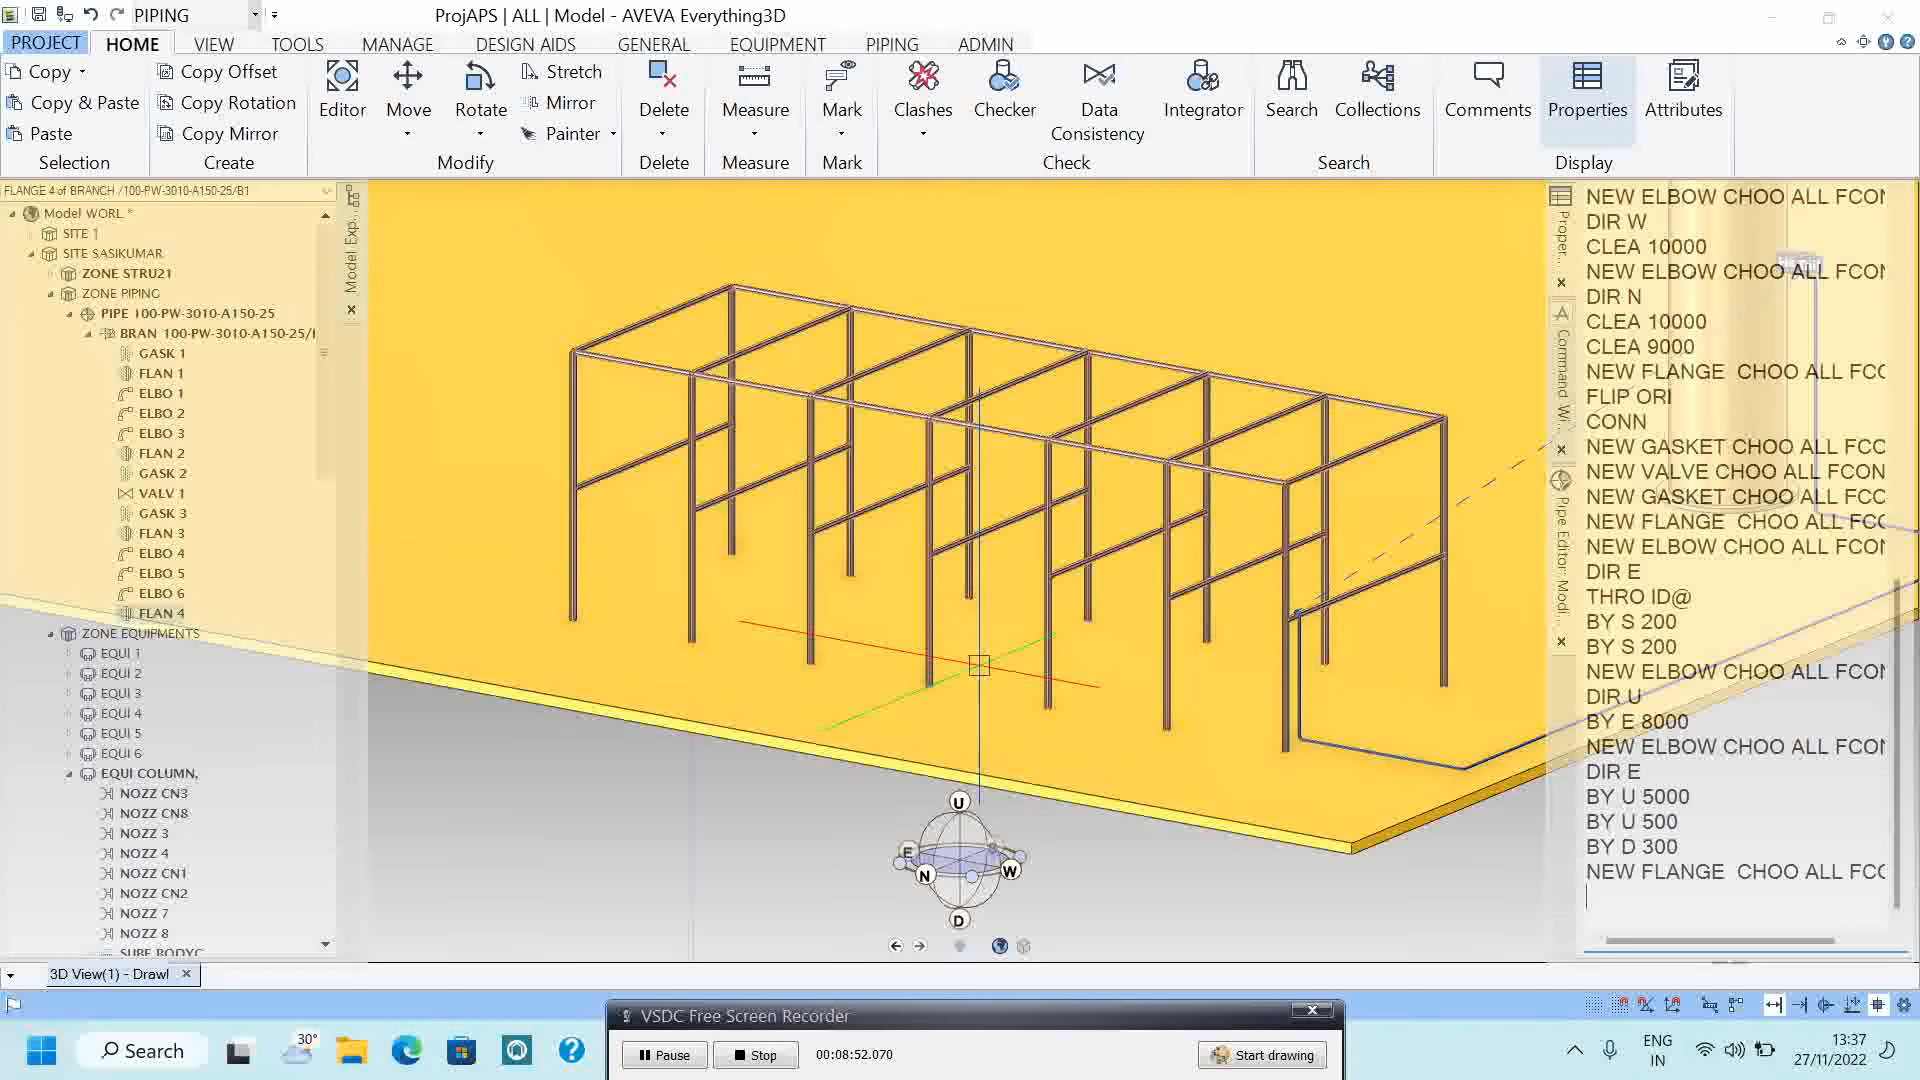 PIPING
ProjAPS | ALL | Model - AVEVA Everything3D
PROJECT
HOME
VIEW
TOOLS
MANAGE
DESIGN AIDS
GENERAL
EQUIPMENT
PIPING
ADMIN
Copy
Copy & Paste
Paste
Selection
Copy Offset
Copy Rotation
Copy Mirror
Create
Editor
Move
Rotate
Stretch
Mirror
Painter
Modify
Delete
Delete
Measure
Measure
Mark
Mark
Clashes
Checker
Data
Consistency
Integrator
Check
Search
Collections
Search
Comments
Properties
Attributes
Display
FLANGE 4 of BRANCH /100-PW-3010-A150-25/B1
Model WORL *
SITE 1
SITE SASIKUMAR
ZONE STRU21
ZONE PIPING
PIPE 100-PW-3010-A150-25
BRAN 100-PW-3010-A150-25/
GASK 1
FLAN 1
ELBO 1
ELBO 2
ELBO 3
FLAN 2
GASK 2
VALV 1
GASK 3
FLAN 3
ELBO 4
ELBO 5
ELBO 6
FLAN 4
ZONE EQUIPMENTS
EQUI 1
EQUI 2
EQUI 3
EQUI 4
EQUI 5
EQUI 6
EQUI COLUMN,
NOZZ CN3
NOZZ CN8
NOZZ 3
NOZZ 4
NOZZ CN1
NOZZ CN2
NOZZ 7
NOZZ 8
Model Exp...
U
E
N
W
D
Proper...
Command Wi...
Pipe Editor: Modi...
NEW ELBOW CHOO ALL FCON
DIR W
CLEA 10000
NEW ELBOW CHOO ALL FCON
DIR N
CLEA 10000
CLEA 9000
NEW FLANGE CHOO ALL FCO
FLIP ORI
CONN
NEW GASKET CHOO ALL FCO
NEW VALVE CHOO ALL FCON
NEW GASKET CHOO ALL FCO
NEW FLANGE CHOO ALL FCO
NEW ELBOW CHOO ALL FCON
DIR E
THRO ID@
BY S 200
BY S 200
NEW ELBOW CHOO ALL FCON
DIR U
BY E 8000
NEW ELBOW CHOO ALL FCON
DIR E
BY U 5000
BY U 500
BY D 300
NEW FLANGE CHOO ALL FCO
3D View(1) - Drawl
VSDC Free Screen Recorder
Pause
Stop
00:08:52.070
Start drawing
30°
Search
ENG
IN
13:37
27/11/2022